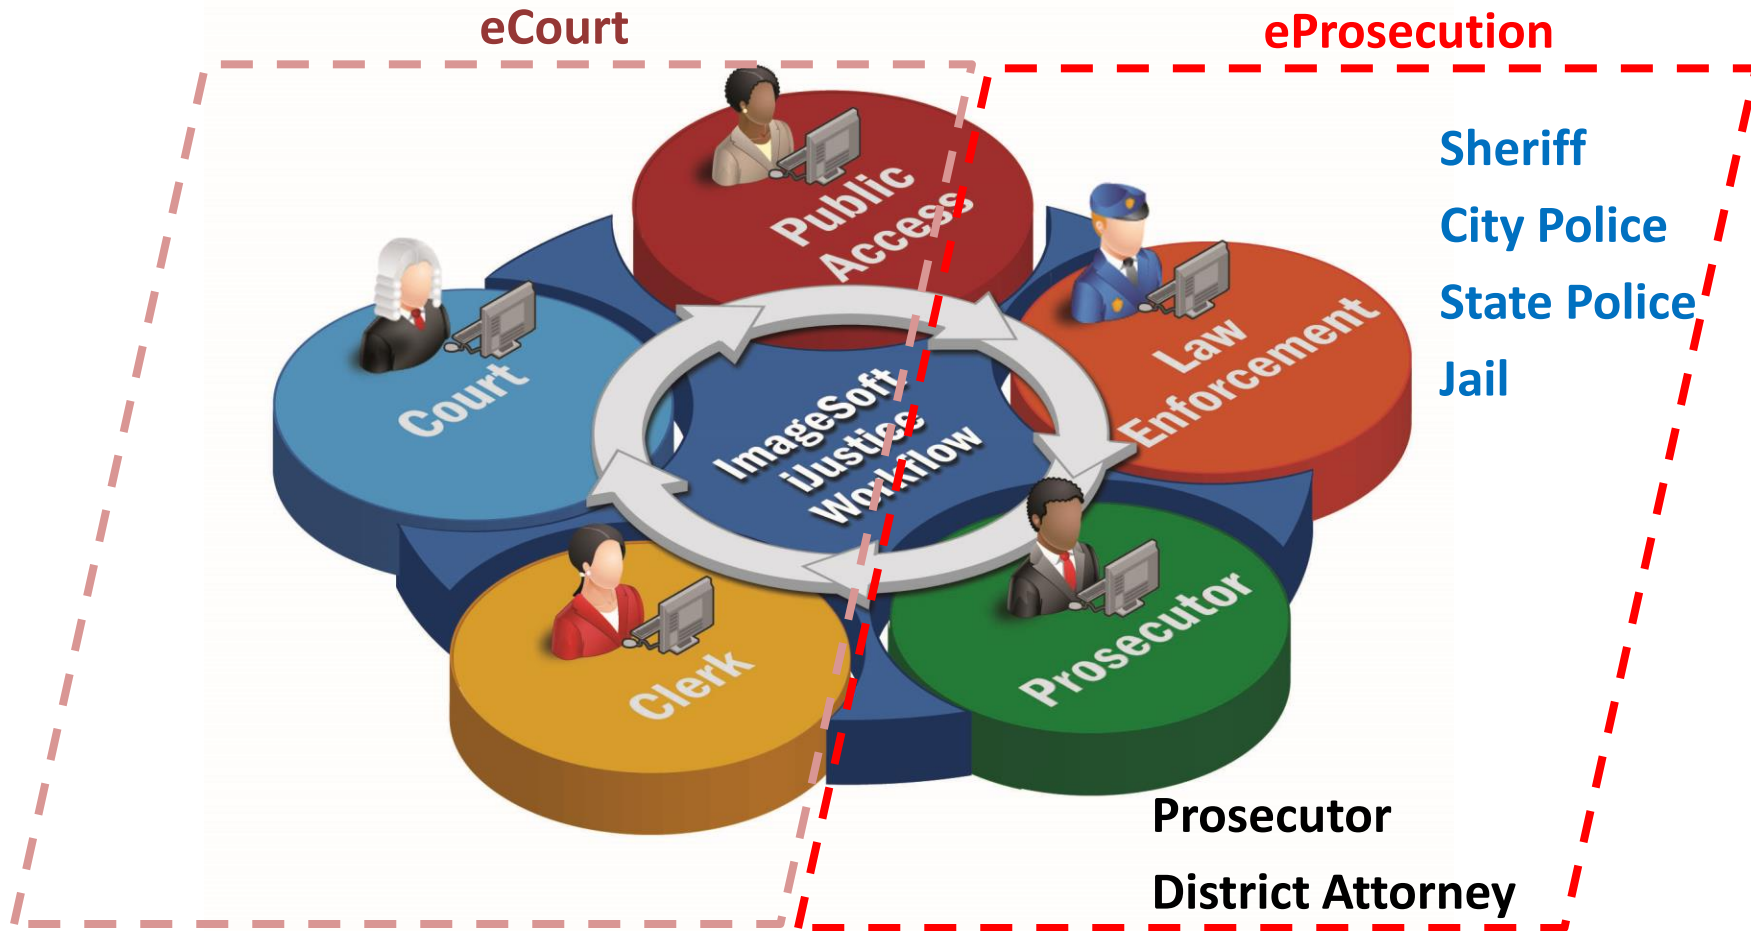 eCourt
eProsecution
Public
Access
Sheriff
City Police
State Police
Jail
Law
Enforcement
Court
ImageSoft
iJustice
Workflow
Prosecutor
Clerk
Prosecutor
District Attorney